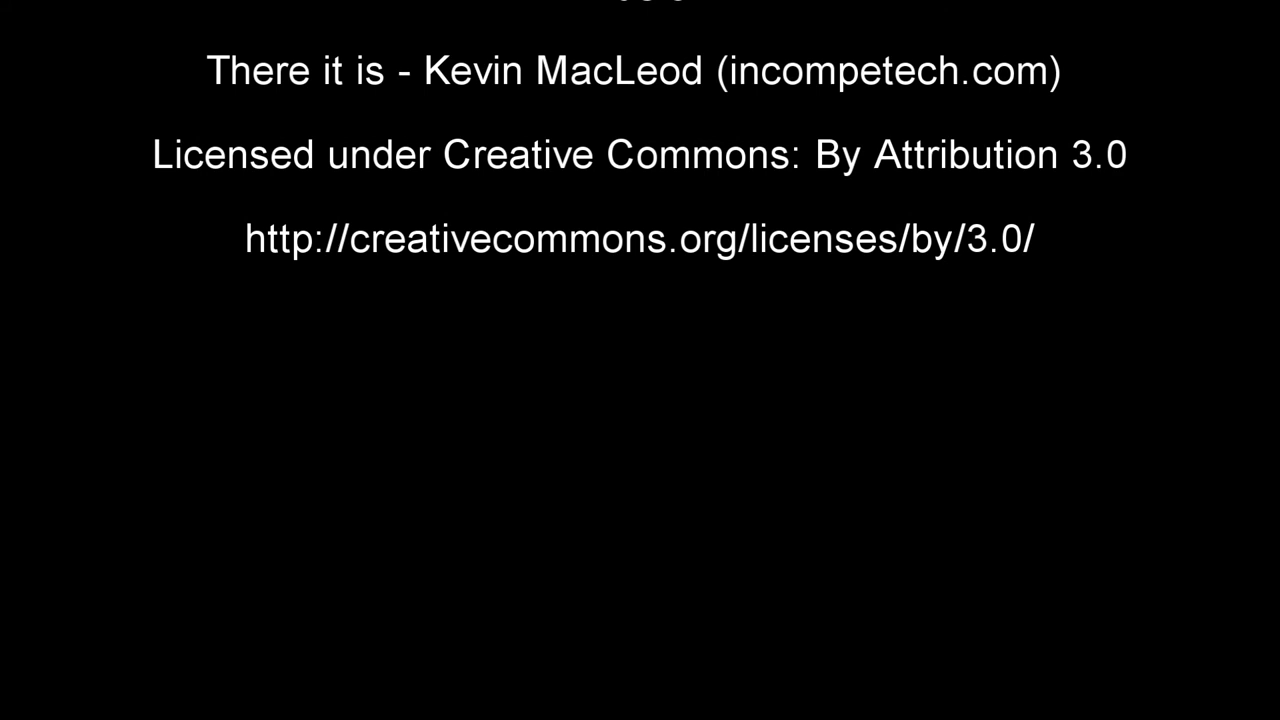 There it is - Kevin MacLeod (incompetech.com)
Licensed under Creative Commons: By Attribution 3.0
http://creativecommons.org/licenses/by/3.0/